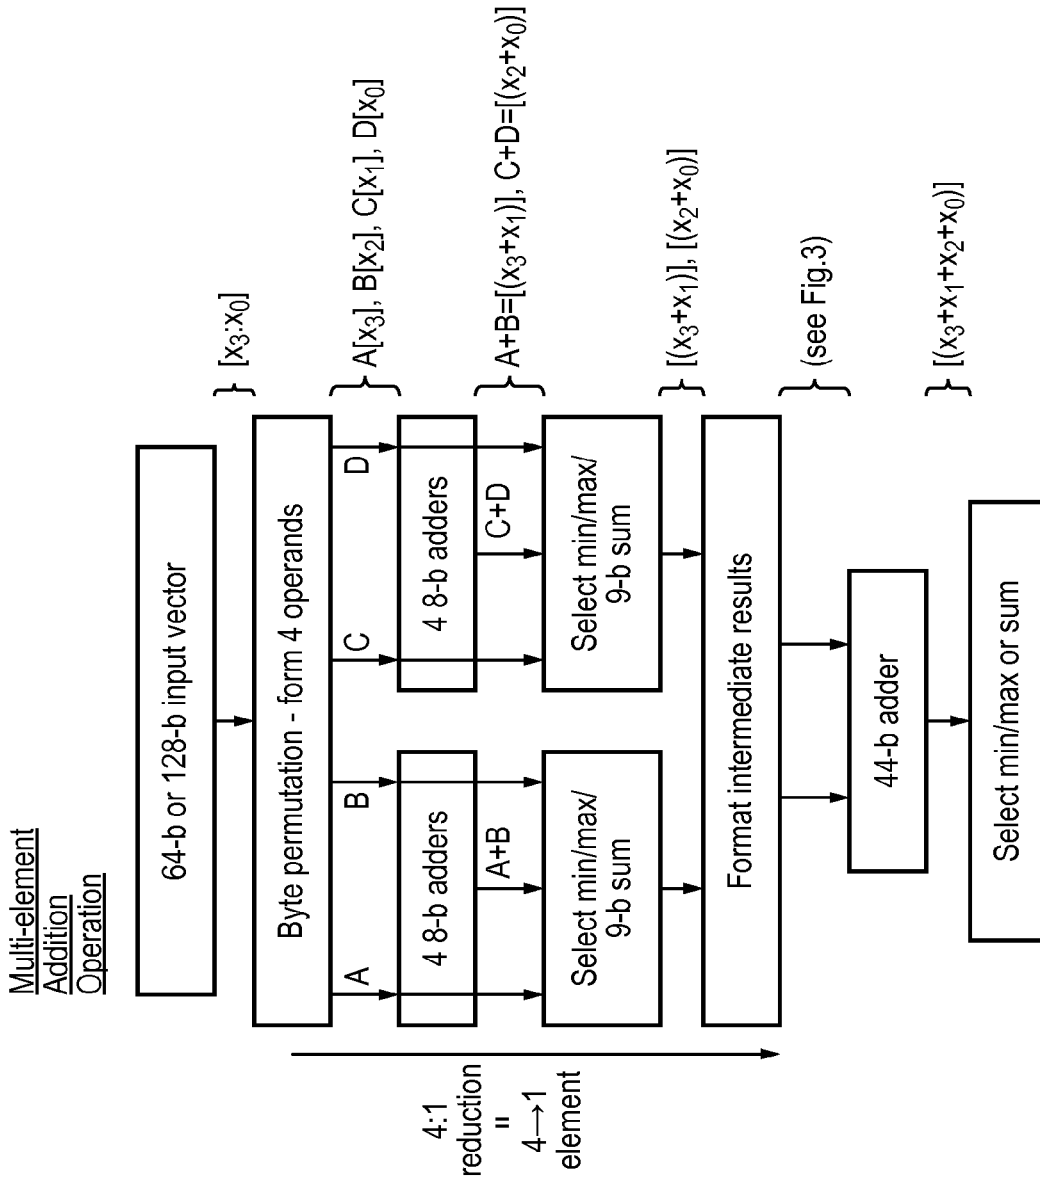 Multi-element
Addition
Operation
64-b or 128-b input vector
[x3:x0]
Byte permutation - form 4 operands
A
B
C
D
A[x3], B[x2], C[x1], D[x0]
4 8-b adders
4 8-b adders
A+B
C+D
A+B=[(x3+x1)], C+D=[(x2+x0)]
Select min/max/
9-b sum
Select min/max/
9-b sum
[(x3+x1)], [(x2+x0)]
Format intermediate results
(see Fig.3)
44-b adder
[(x3+x1+x2+x0)]
Select min/max or sum
4:1
reduction
=
4→1
element